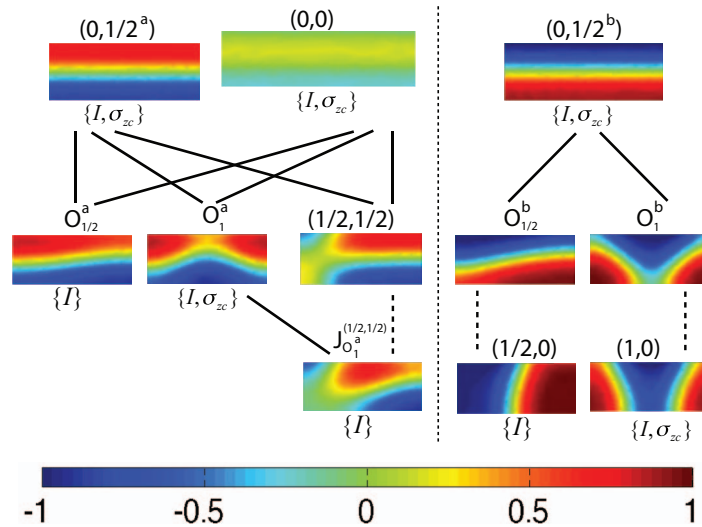 (0,1/2^a) (0,0) (0,1/2^b)
{I, σ_zc} {I, σ_zc} {I, σ_zc}
O^a_1/2 O^a_1 (1/2,1/2) O^b_1/2 O^b_1
{I} {I, σ_zc}
J^(1/2,1/2)_O^a_1 (1/2,0) (1,0)
{I} {I} {I, σ_zc}
-1 -0.5 0 0.5 1